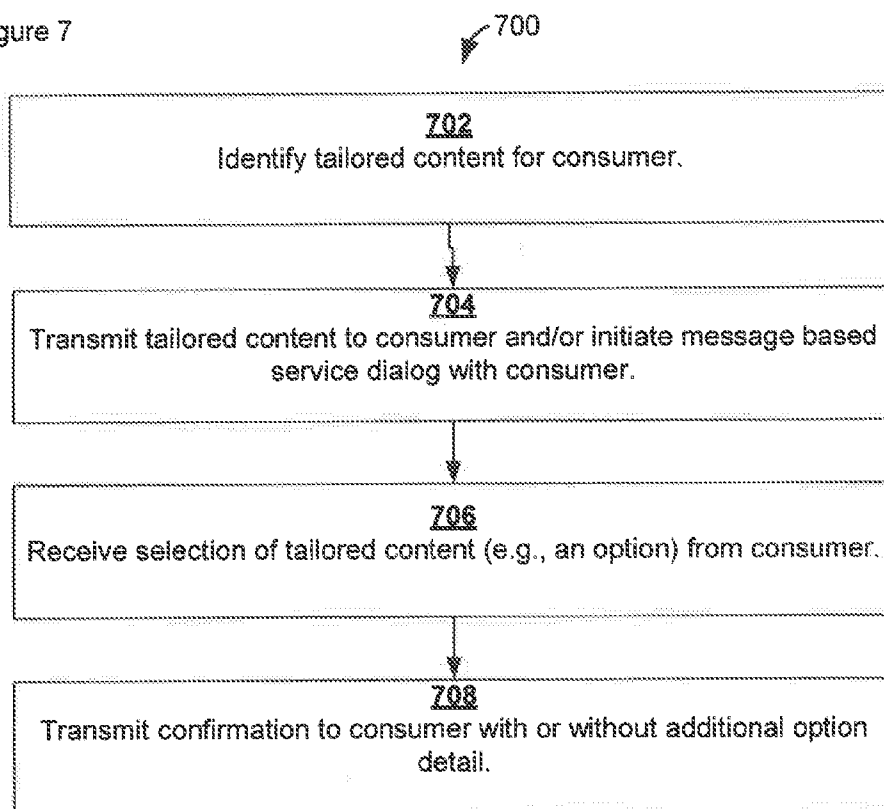 gure 7
700
702
Identify tailored content for consumer.
704
Transmit tailored content to consumer and/or initiate message based
service dialog with consumer.
706
Receive selection of tailored content (e.g., an option) from consumer.
708
Transmit confirmation to consumer with or without additional option
detail.